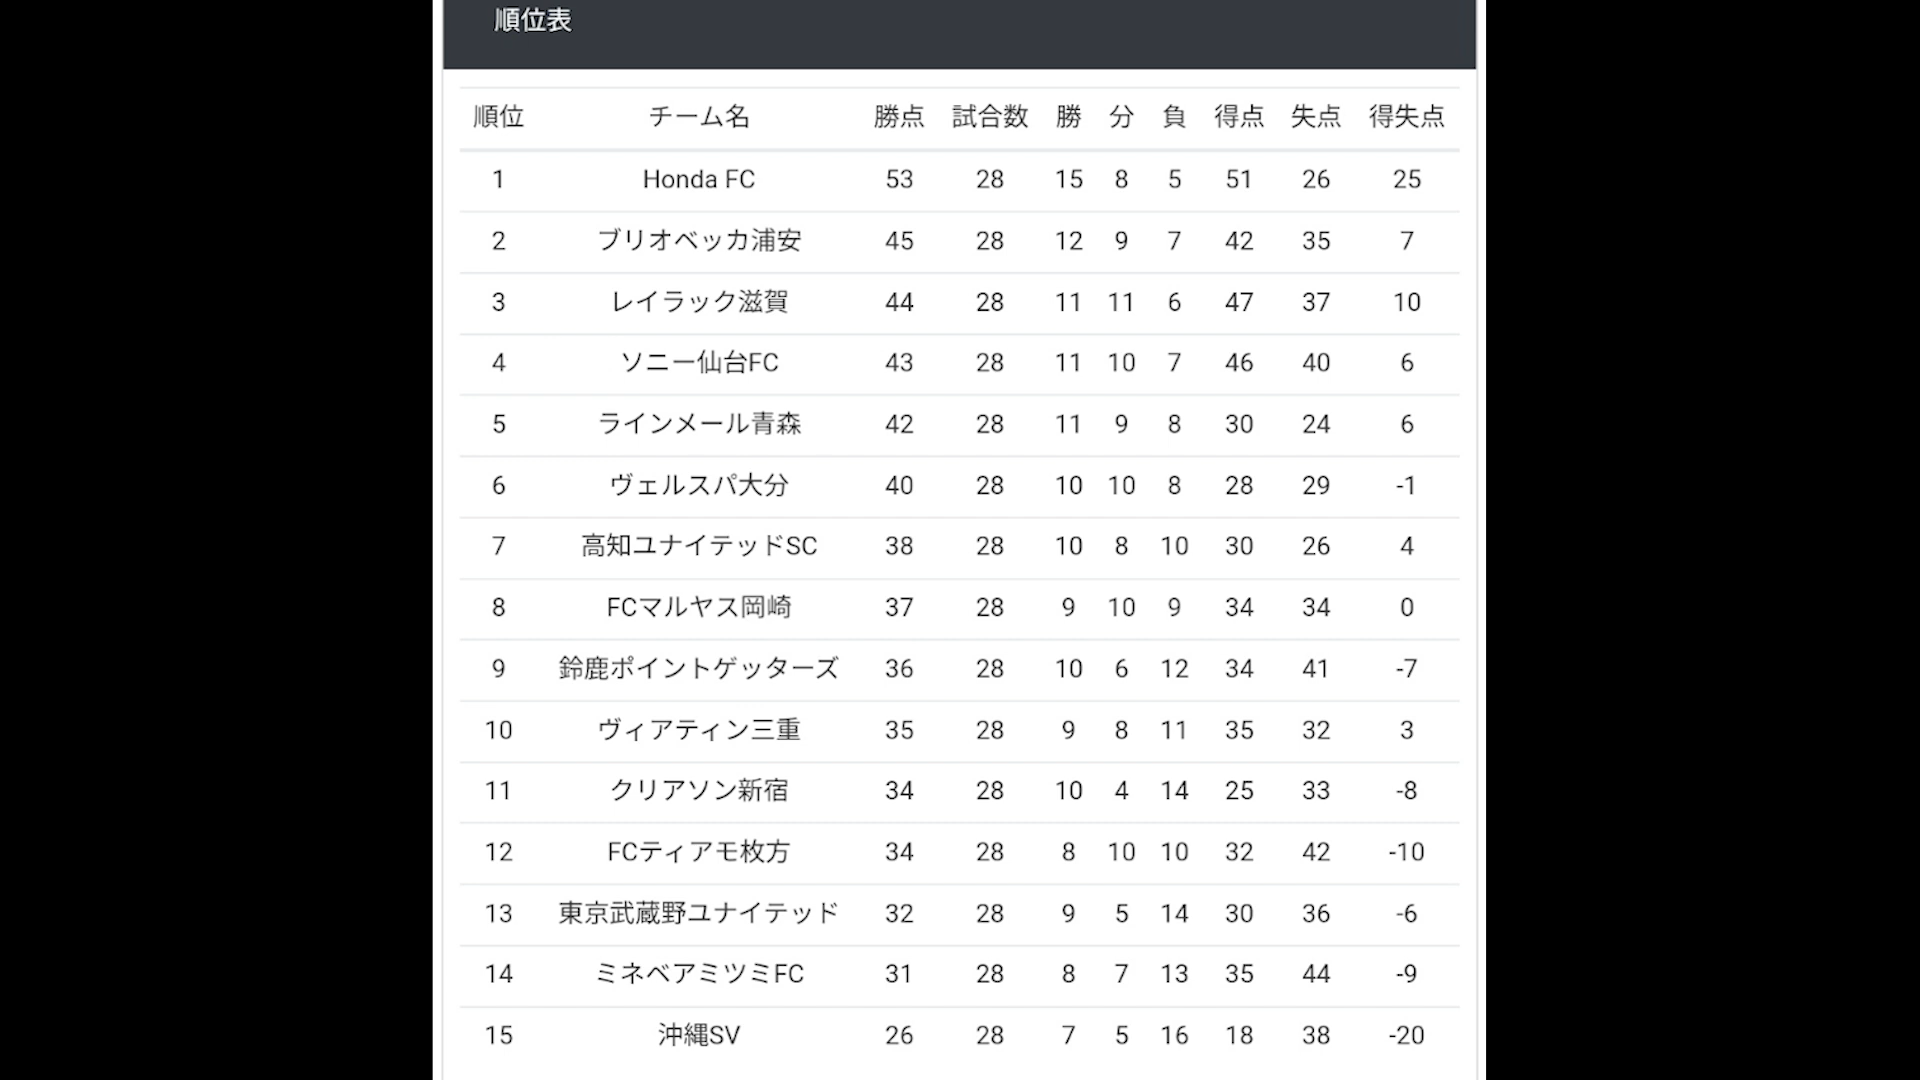 順位表
順位 チーム名 勝点 試合数 勝 分 負 得点 失点 得失点
1 Honda FC 53 28 15 8 5 51 26 25
2 ブリオベッカ浦安 45 28 12 9 7 42 35 7
3 レイラック滋賀 44 28 11 11 6 47 37 10
4 ソニー仙台FC 43 28 11 10 7 46 40 6
5 ラインメール青森 42 28 11 9 8 30 24 6
6 ヴェルスパ大分 40 28 10 10 8 28 29 -1
7 高知ユナイテッドSC 38 28 10 8 10 30 26 4
8 FCマルヤス岡崎 37 28 9 10 9 34 34 0
9 鈴鹿ポイントゲッターズ 36 28 10 6 12 34 41 -7
10 ヴィアティン三重 35 28 9 8 11 35 32 3
11 クリアソン新宿 34 28 10 4 14 25 33 -8
12 FCティアモ枚方 34 28 8 10 10 32 42 -10
13 東京武蔵野ユナイテッド 32 28 9 5 14 30 36 -6
14 ミネベアミツミFC 31 28 8 7 13 35 44 -9
15 沖縄SV 26 28 7 5 16 18 38 -20